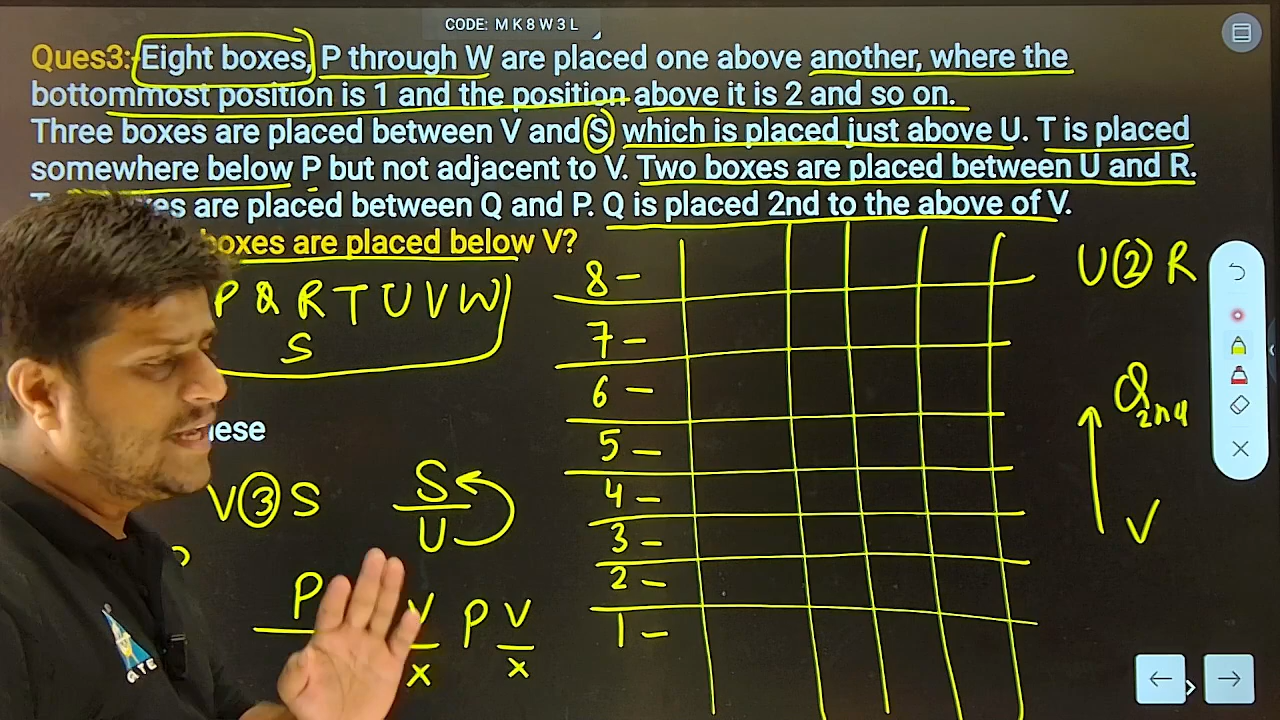 CODE: M K 8 W 3 L
Ques3:- Eight boxes, P through W are placed one above another, where the
bottommost position is 1 and the position above it is 2 and so on.
Three boxes are placed between V and S which is placed just above U. T is placed
somewhere below P but not adjacent to V. Two boxes are placed between U and R.
are placed between Q and P. Q is placed 2nd to the above of V.
boxes are placed below V?
P Q R T U V W
S
8 -
7 -
6 -
5 -
4 -
3 -
2 -
1 -
U 2 R
Q 2nd
V
V 3 S
S
U
P
V
x
P V
x
GATE